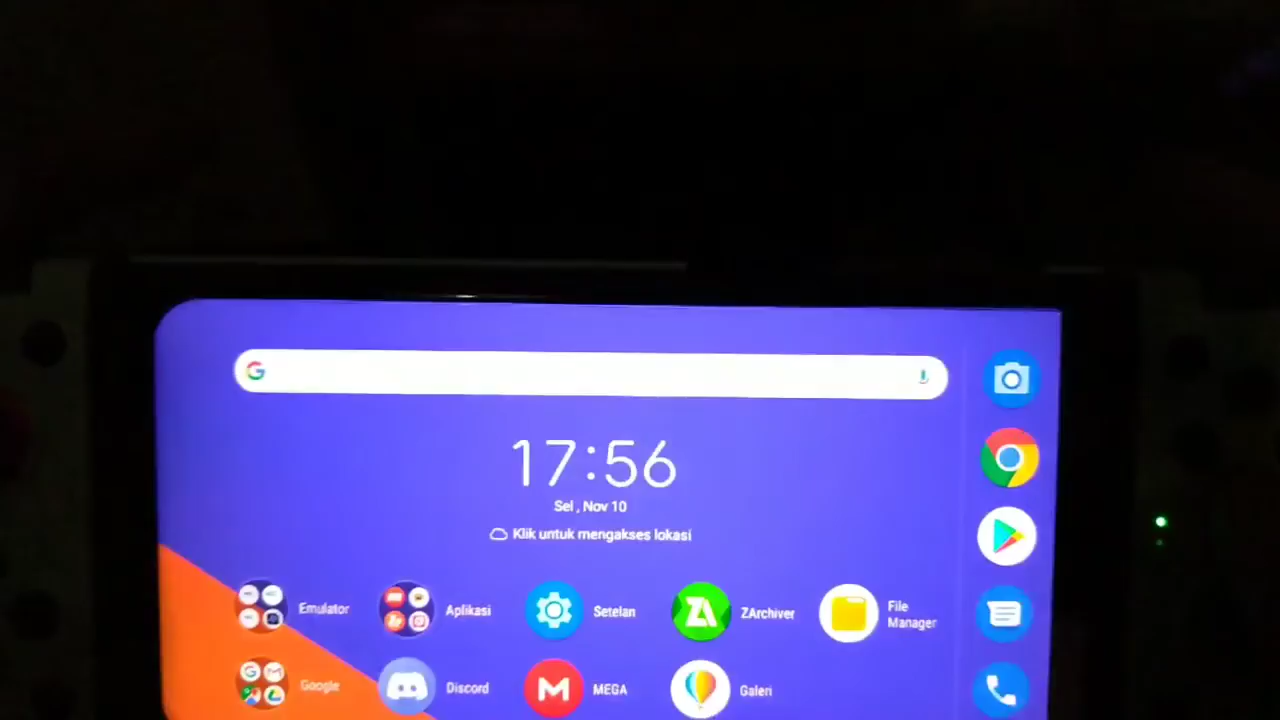 17:56
Sel, Nov 10
Klik untuk mengakses lokasi
Emulator
Aplikasi
Setelan
ZA
ZArchiver
File
Manager
Google
Discord
M
MEGA
Galeri